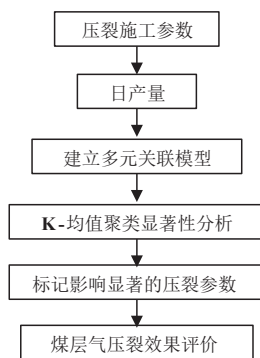 压裂施工参数
日产量
建立多元关联模型
K-均值聚类显著性分析
标记影响显著的压裂参数
煤层气压裂效果评价